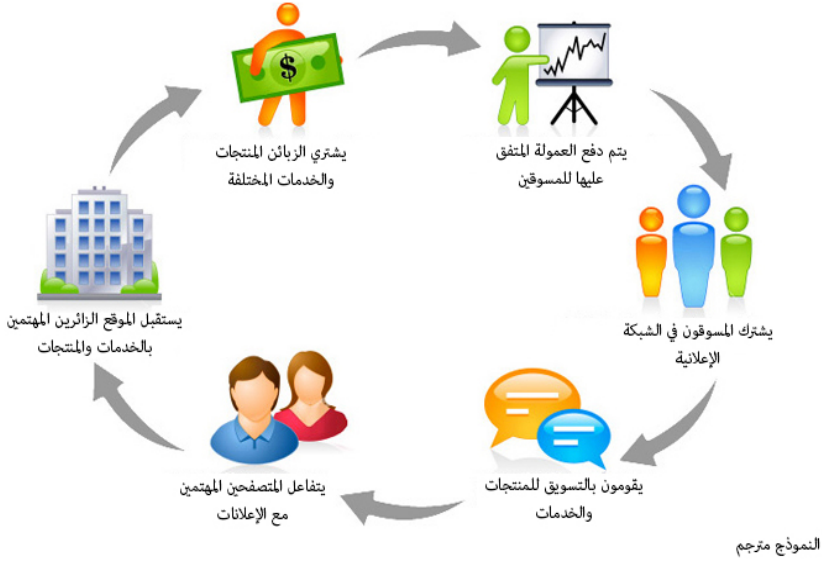 يشتري الزبائن المنتجات
والخدمات المختلفة
يتم دفع العمولة المتفق
عليها للمسوقين
يشترك المسوقون في الشبكة
الإعلانية
يقومون بالتسويق للمنتجات
والخدمات
يتفاعل المتصفحين المهتمين
مع الإعلانات
يستقبل الموقع الزائرين المهتمين
بالخدمات والمنتجات
$
النموذج مترجم